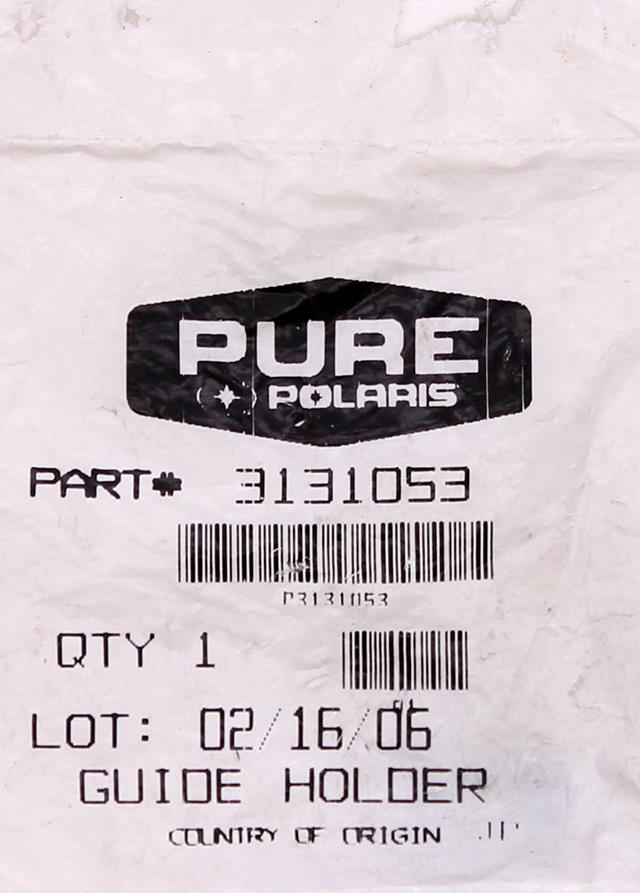 PURE
POLARIS
PART# 3131053
P3131053
QTY 1
LOT: 02/16/06
GUIDE HOLDER
COUNTRY OF ORIGIN